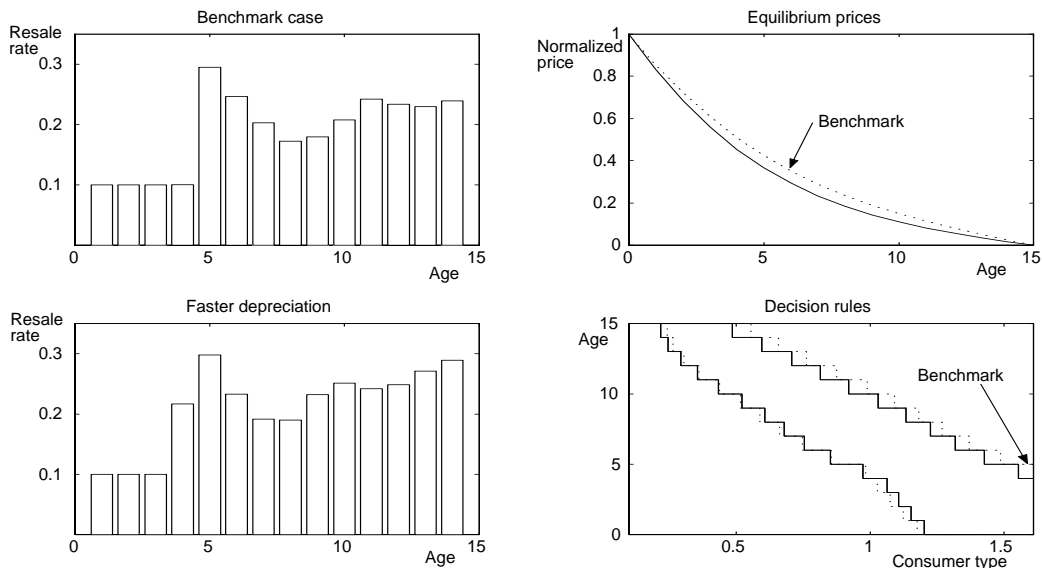 Benchmark case
Resale
rate
0.3
0.2
0.1
0
5
10
15
Age
Equilibrium prices
1
Normalized
price
0.8
0.6
0.4
0.2
0
Benchmark
0
5
10
15
Age
Faster depreciation
Resale
rate
0.3
0.2
0.1
0
5
10
15
Age
Decision rules
15
Age
10
5
0
Benchmark
0.5
1
1.5
Consumer type